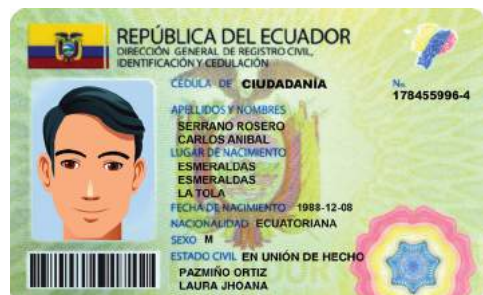 REPÚBLICA DEL ECUADOR
DIRECCIÓN GENERAL DE REGISTRO CIVIL,
IDENTIFICACIÓN Y CEDULACIÓN
CÉDULA DE CIUDADANÍA
No.
178455996-4
APELLIDOS Y NOMBRES
SERRANO ROSERO
CARLOS ANIBAL
LUGAR DE NACIMIENTO
ESMERALDAS
ESMERALDAS
LA TOLA
FECHA DE NACIMIENTO 1988-12-08
NACIONALIDAD ECUATORIANA
SEXO M
ESTADO CIVIL EN UNIÓN DE HECHO
PAZMIÑO ORTIZ
LAURA JHOANA